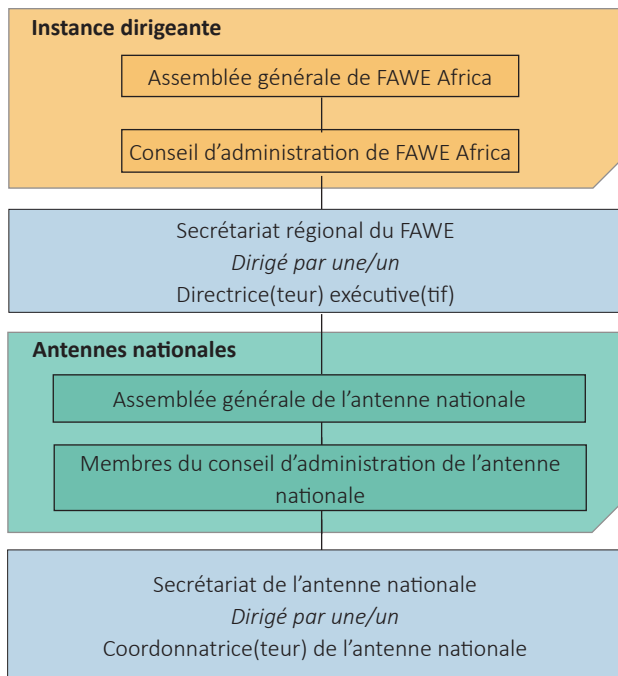 Instance dirigeante
Assemblée générale de FAWE Africa
Conseil d’administration de FAWE Africa
Secrétariat régional du FAWE
Dirigé par une/un
Directrice(teur) exécutive(tif)
Antennes nationales
Assemblée générale de l’antenne nationale
Membres du conseil d’administration de l’antenne
nationale
Secrétariat de l’antenne nationale
Dirigé par une/un
Coordonnatrice(teur) de l’antenne nationale